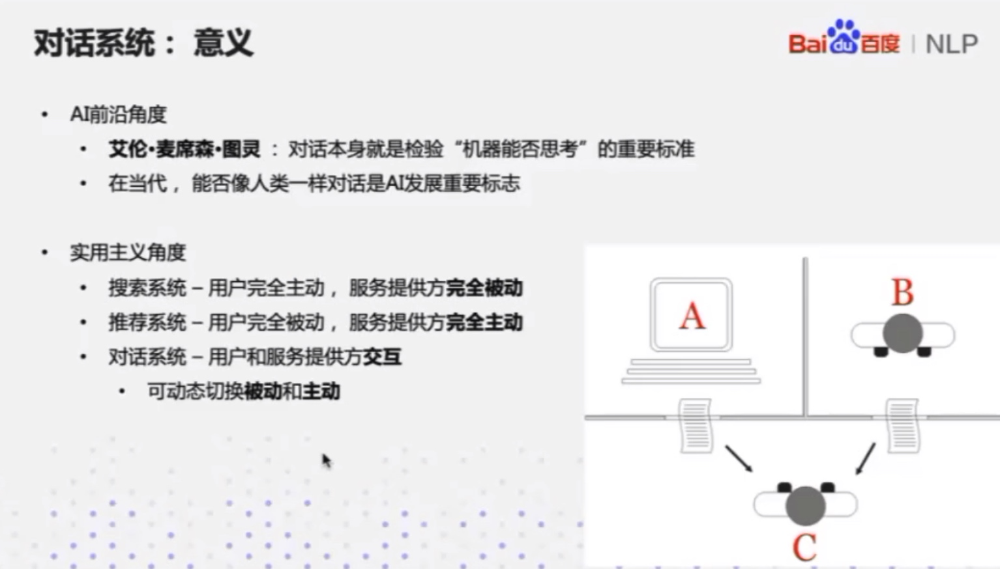 对话系统： 意义
Baidu百度 | NLP
• AI前沿角度
• 艾伦·麦席森·图灵 ：对话本身就是检验“机器能否思考”的重要标准
• 在当代，能否像人类一样对话是AI发展重要标志
• 实用主义角度
• 搜索系统 – 用户完全主动，服务提供方完全被动
• 推荐系统 – 用户完全被动，服务提供方完全主动
• 对话系统 – 用户和服务提供方交互
• 可动态切换被动和主动
A
B
C